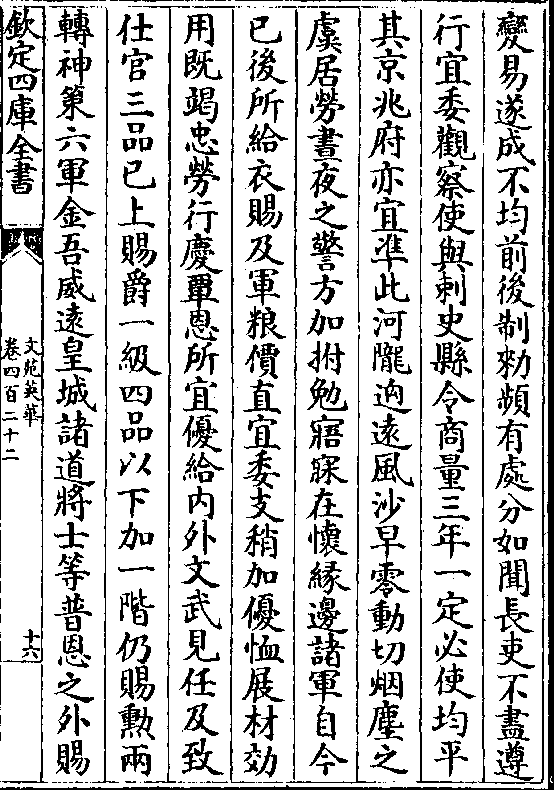 變易遂成不均前後制勑頻有處分如聞長吏不盡遵
行宜委觀察使與刺史縣令商量三年一定必使均平
其京兆府亦宜準此河隴逈遠風沙早零動切烟塵之
虞居勞晝夜之警方加拊勉寤寐在懷縁邊諸軍自今
已後所給衣賜及軍粮價直宜委支稍加優恤展材効
用既竭忠勞行慶覃恩所宜優給内外文武見任及致
仕官三品已上賜爵一級四品以下加一階仍賜勲兩
轉神策六軍金吾威逺皇城諸道將士等普恩之外賜
欽定四庫全書
文苑英華
卷四百二十二
十六